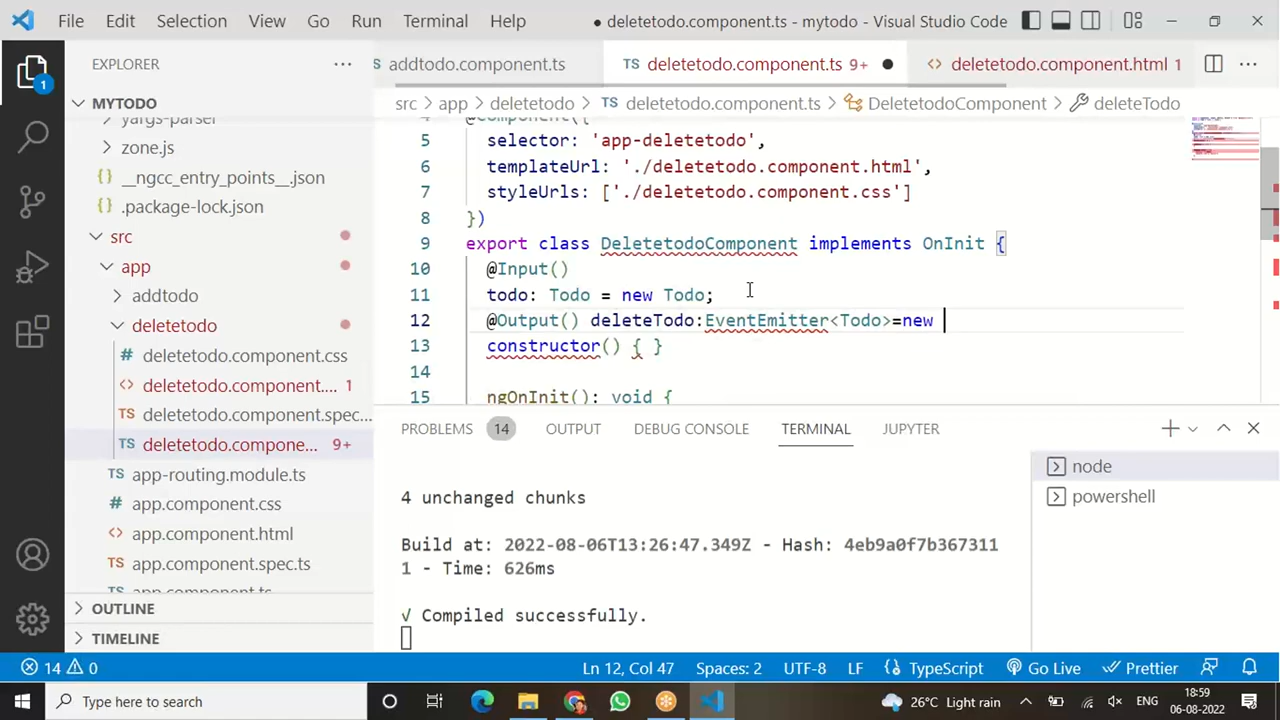 File Edit Selection View Go Run Terminal Help
● deletetodo.component.ts - mytodo - Visual Studio Code
EXPLORER
MYTODO
yargs-parser
zone.js
__ngcc_entry_points__.json
.package-lock.json
src
app
addtodo
deletetodo
deletetodo.component.css
deletetodo.component.... 1
deletetodo.component.spec...
deletetodo.compone... 9+
app-routing.module.ts
app.component.css
app.component.html
app.component.spec.ts
app.component.ts
OUTLINE
TIMELINE
addtodo.component.ts
deletetodo.component.ts 9+
deletetodo.component.html 1
src > app > deletetodo > deletetodo.component.ts > DeletetodoComponent > deleteTodo
4 @Component({
5 selector: 'app-deletetodo',
6 templateUrl: './deletetodo.component.html',
7 styleUrls: ['./deletetodo.component.css']
8 })
9 export class DeletetodoComponent implements OnInit {
10 @Input()
11 todo: Todo = new Todo;
12 @Output() deleteTodo:EventEmitter<Todo>=new
13 constructor() { }
14
15 ngOnInit(): void {
PROBLEMS 14 OUTPUT DEBUG CONSOLE TERMINAL JUPYTER
4 unchanged chunks
Build at: 2022-08-06T13:26:47.349Z - Hash: 4eb9a0f7b367311
1 - Time: 626ms
√ Compiled successfully.
node
powershell
14 0 Ln 12, Col 47 Spaces: 2 UTF-8 LF TypeScript Go Live Prettier
Type here to search
26°C Light rain
ENG
18:59
06-08-2022